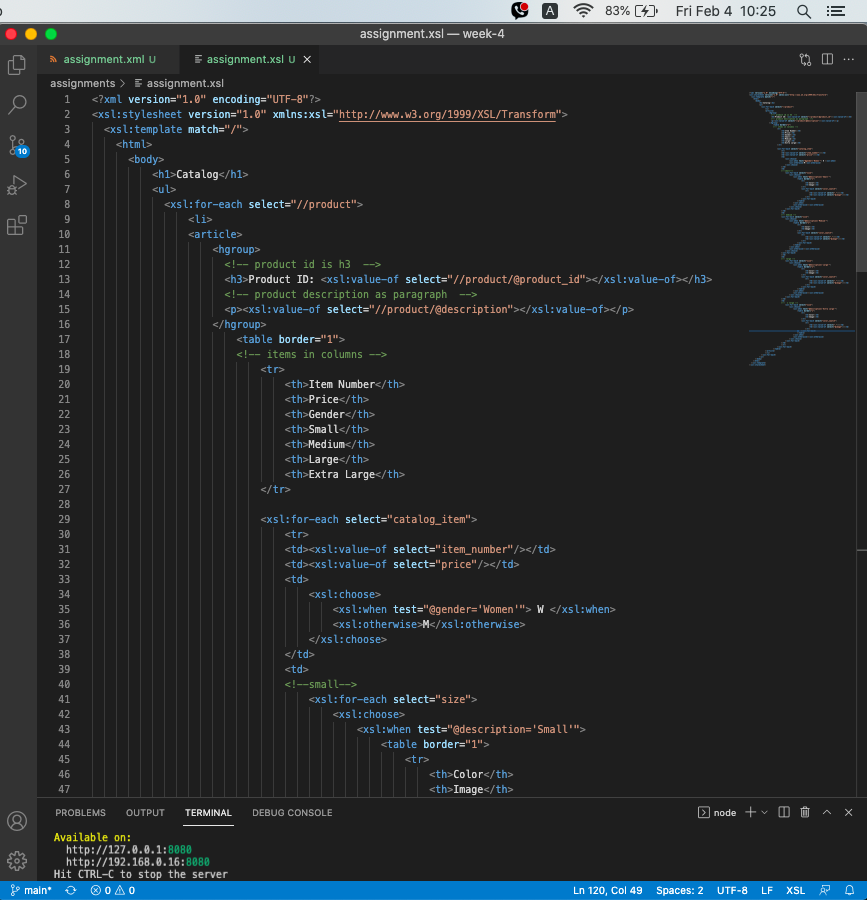 A 83% Fri Feb 4 10:25
assignment.xsl — week-4
assignment.xml U assignment.xsl U
assignments > assignment.xsl
1 <?xml version="1.0" encoding="UTF-8"?>
2 <xsl:stylesheet version="1.0" xmlns:xsl="http://www.w3.org/1999/XSL/Transform">
3 <xsl:template match="/">
4 <html>
5 <body>
6 <h1>Catalog</h1>
7 <ul>
8 <xsl:for-each select="//product">
9 <li>
10 <article>
11 <hgroup>
12 <!-- product id is h3 -->
13 <h3>Product ID: <xsl:value-of select="//product/@product_id"></xsl:value-of></h3>
14 <!-- product description as paragraph -->
15 <p><xsl:value-of select="//product/@description"></xsl:value-of></p>
16 </hgroup>
17 <table border="1">
18 <!-- items in columns -->
19 <tr>
20 <th>Item Number</th>
21 <th>Price</th>
22 <th>Gender</th>
23 <th>Small</th>
24 <th>Medium</th>
25 <th>Large</th>
26 <th>Extra Large</th>
27 </tr>
28
29 <xsl:for-each select="catalog_item">
30 <tr>
31 <td><xsl:value-of select="item_number"/></td>
32 <td><xsl:value-of select="price"/></td>
33 <td>
34 <xsl:choose>
35 <xsl:when test="@gender='Women'"> W </xsl:when>
36 <xsl:otherwise>M</xsl:otherwise>
37 </xsl:choose>
38 </td>
39 <td>
40 <!--small-->
41 <xsl:for-each select="size">
42 <xsl:choose>
43 <xsl:when test="@description='Small'">
44 <table border="1">
45 <tr>
46 <th>Color</th>
47 <th>Image</th>
10
PROBLEMS OUTPUT TERMINAL DEBUG CONSOLE node
Available on:
http://127.0.0.1:8080
http://192.168.0.16:8080
Hit CTRL-C to stop the server
main* 0 0 Ln 120, Col 49 Spaces: 2 UTF-8 LF XSL